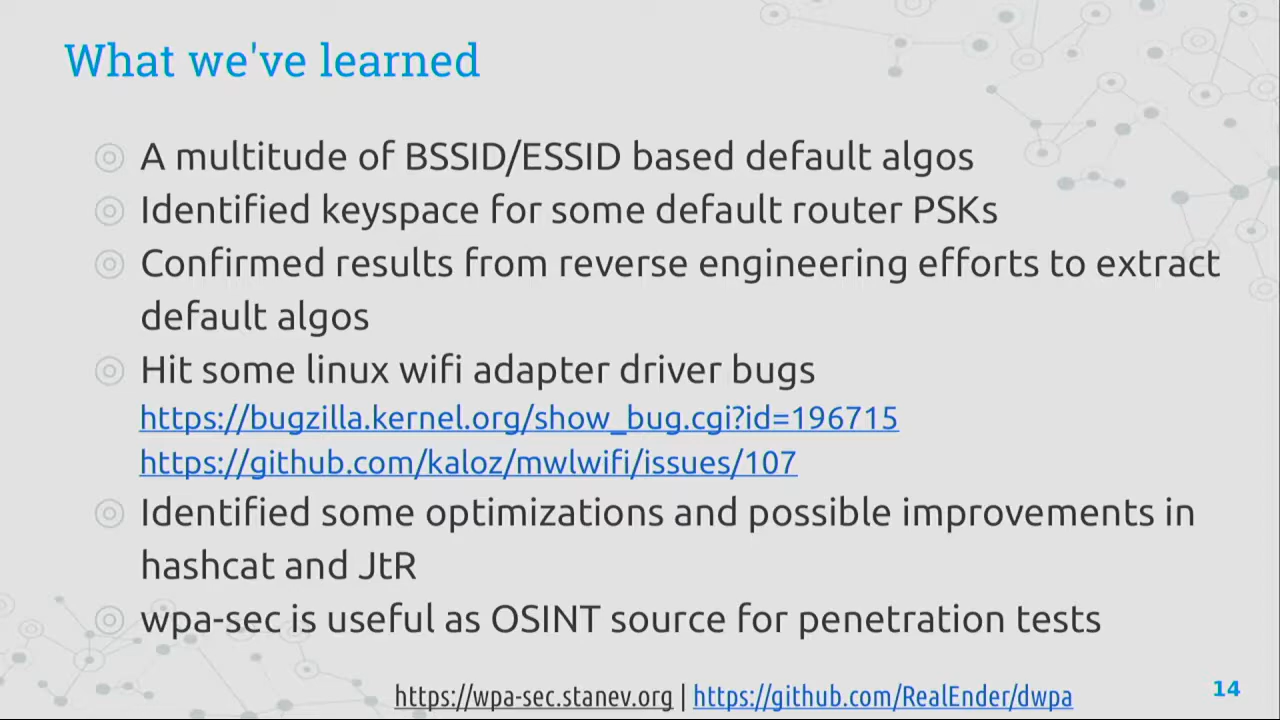 What we've learned
A multitude of BSSID/ESSID based default algos
Identified keyspace for some default router PSKs
Confirmed results from reverse engineering efforts to extract
default algos
Hit some linux wifi adapter driver bugs
https://bugzilla.kernel.org/show_bug.cgi?id=196715
https://github.com/kaloz/mwlwifi/issues/107
Identified some optimizations and possible improvements in
hashcat and JtR
wpa-sec is useful as OSINT source for penetration tests
https://wpa-sec.stanev.org | https://github.com/RealEnder/dwpa
14